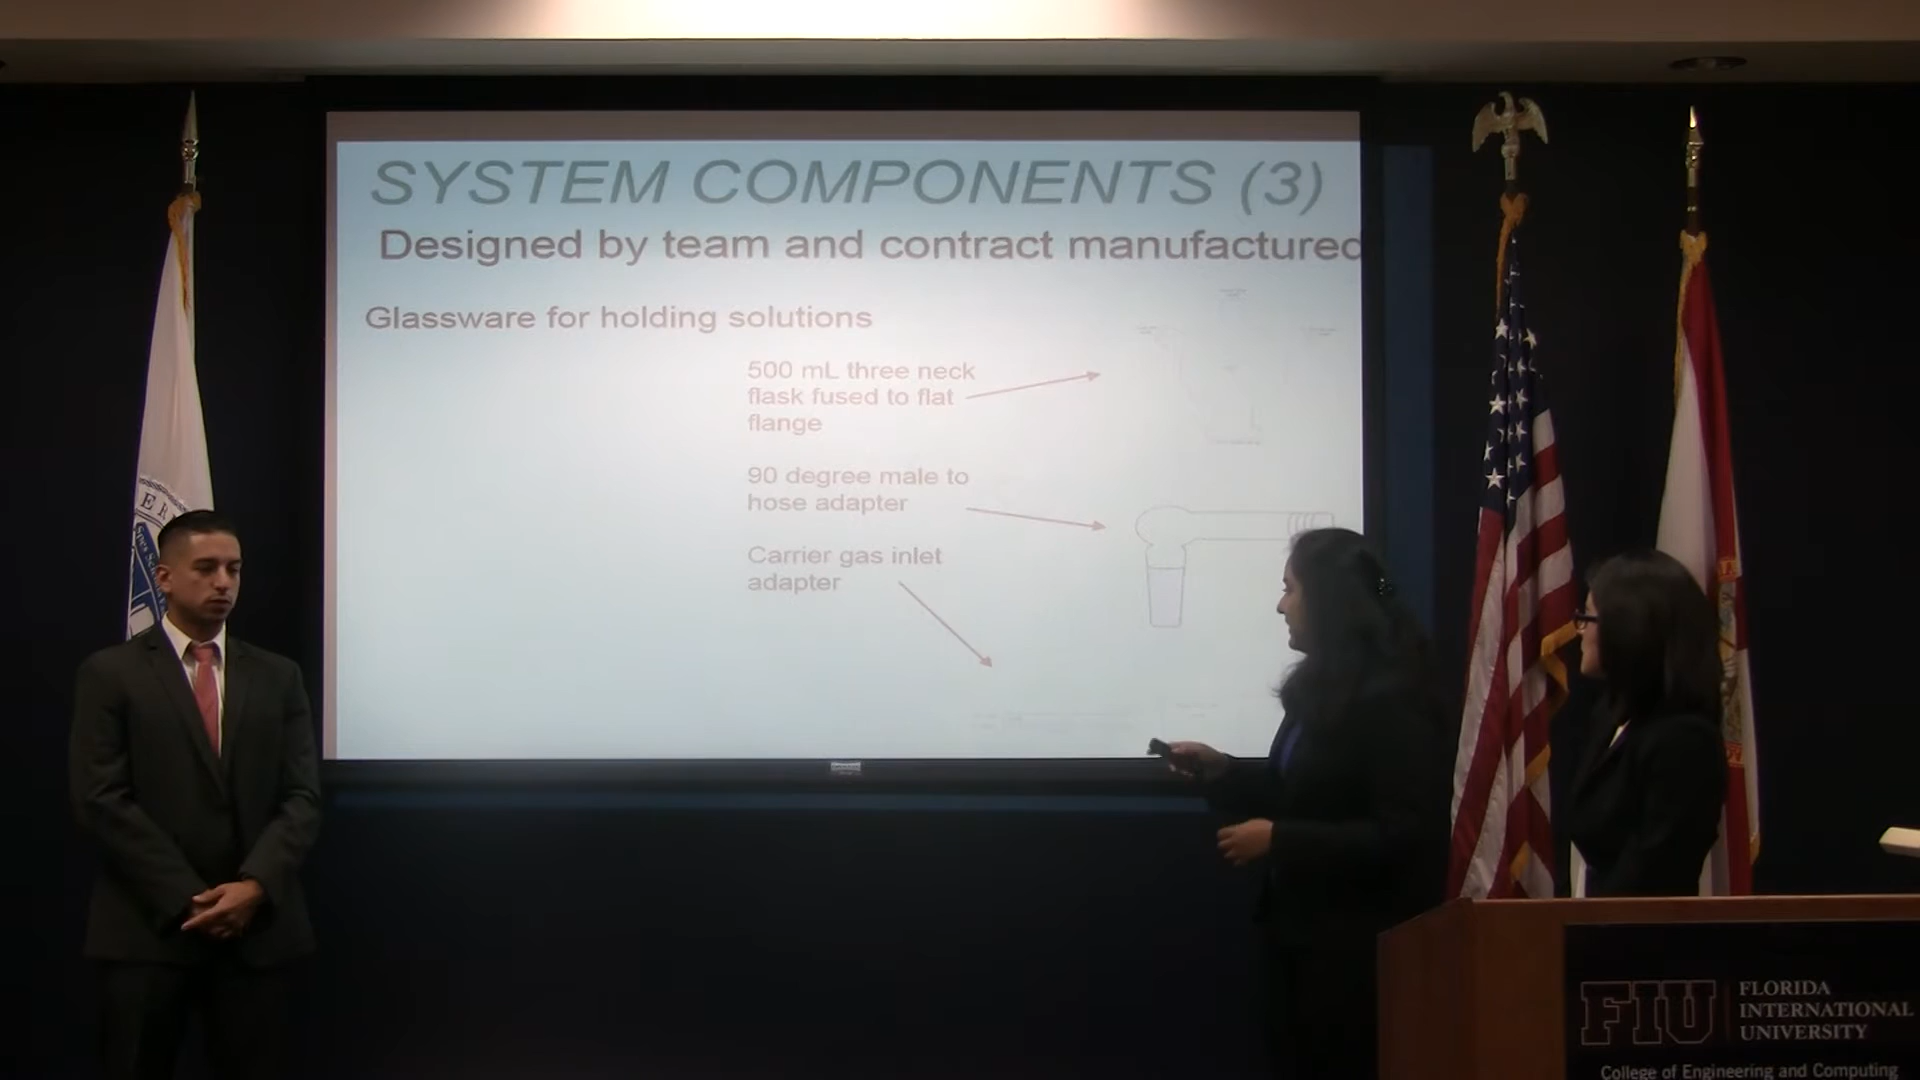 SYSTEM COMPONENTS (3)
Designed by team and contract manufactured
Glassware for holding solutions
500 mL three neck
flask fused to flat
flange
90 degree male to
hose adapter
Carrier gas inlet
adapter
FIU
FLORIDA
INTERNATIONAL
UNIVERSITY
College of Engineering and Computing